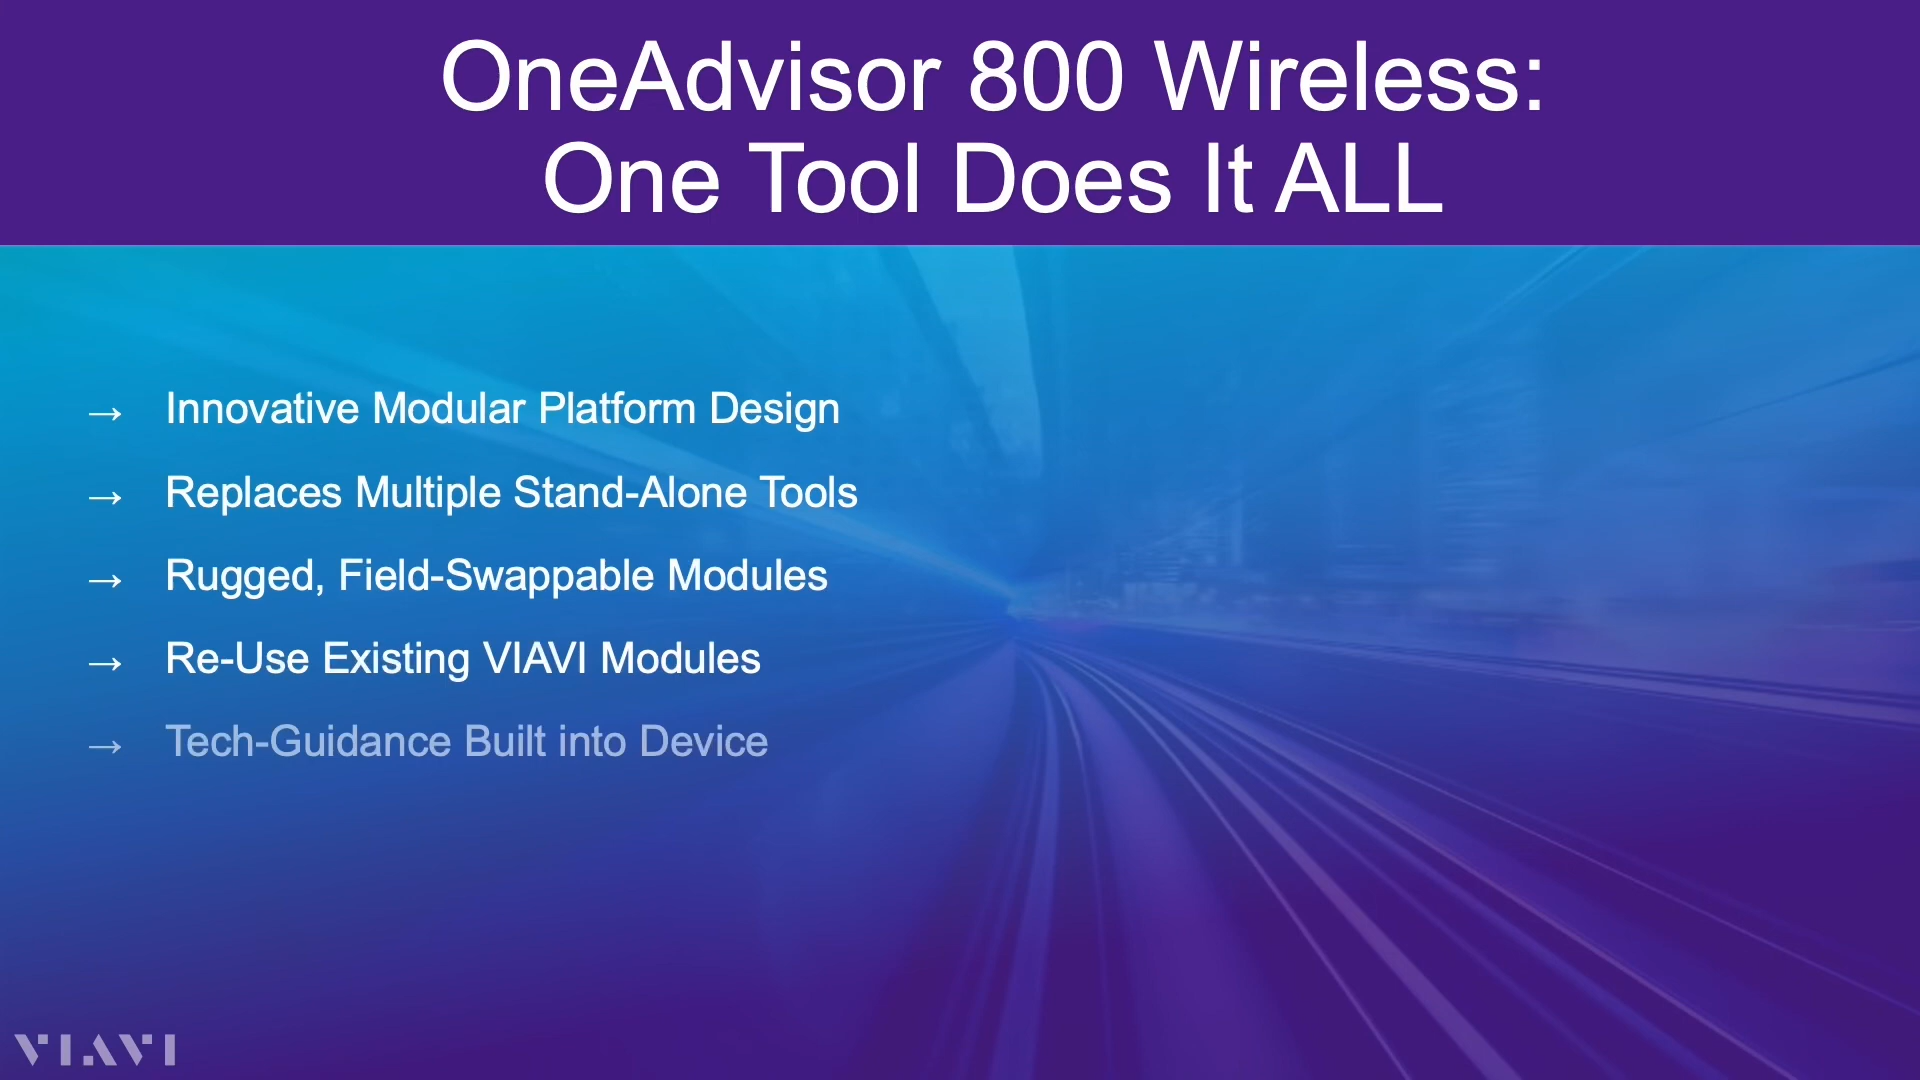 OneAdvisor 800 Wireless:
One Tool Does It ALL
→ Innovative Modular Platform Design
→ Replaces Multiple Stand-Alone Tools
→ Rugged, Field-Swappable Modules
→ Re-Use Existing VIAVI Modules
→ Tech-Guidance Built into Device
VIAVI